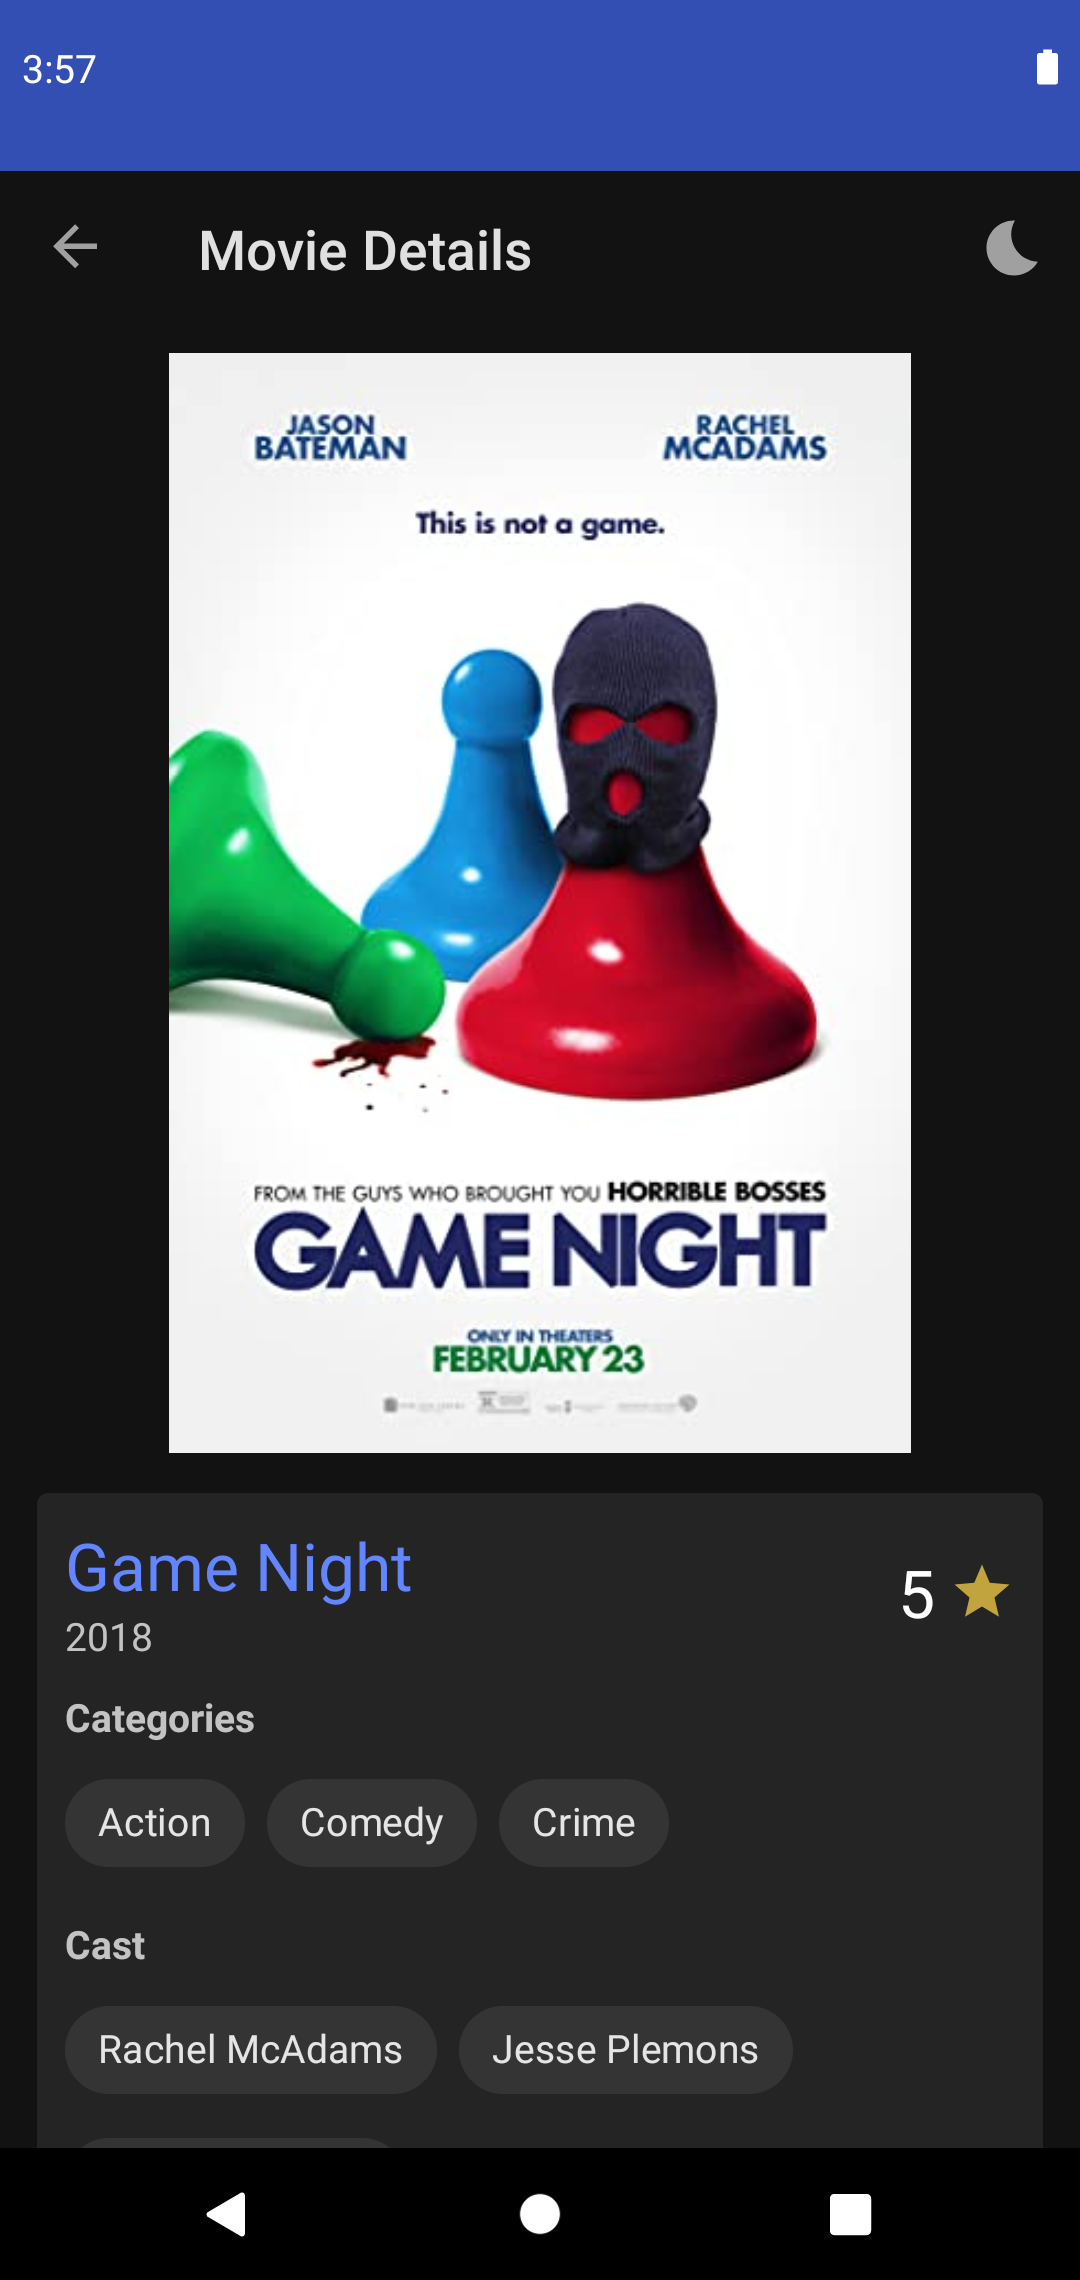 3:57
Movie Details
JASON BATEMAN
RACHEL MCADAMS
This is not a game.
FROM THE GUYS WHO BROUGHT YOU HORRIBLE BOSSES
GAME NIGHT
ONLY IN THEATERS
FEBRUARY 23
Game Night
5
2018
Categories
Action Comedy Crime
Cast
Rachel McAdams Jesse Plemons